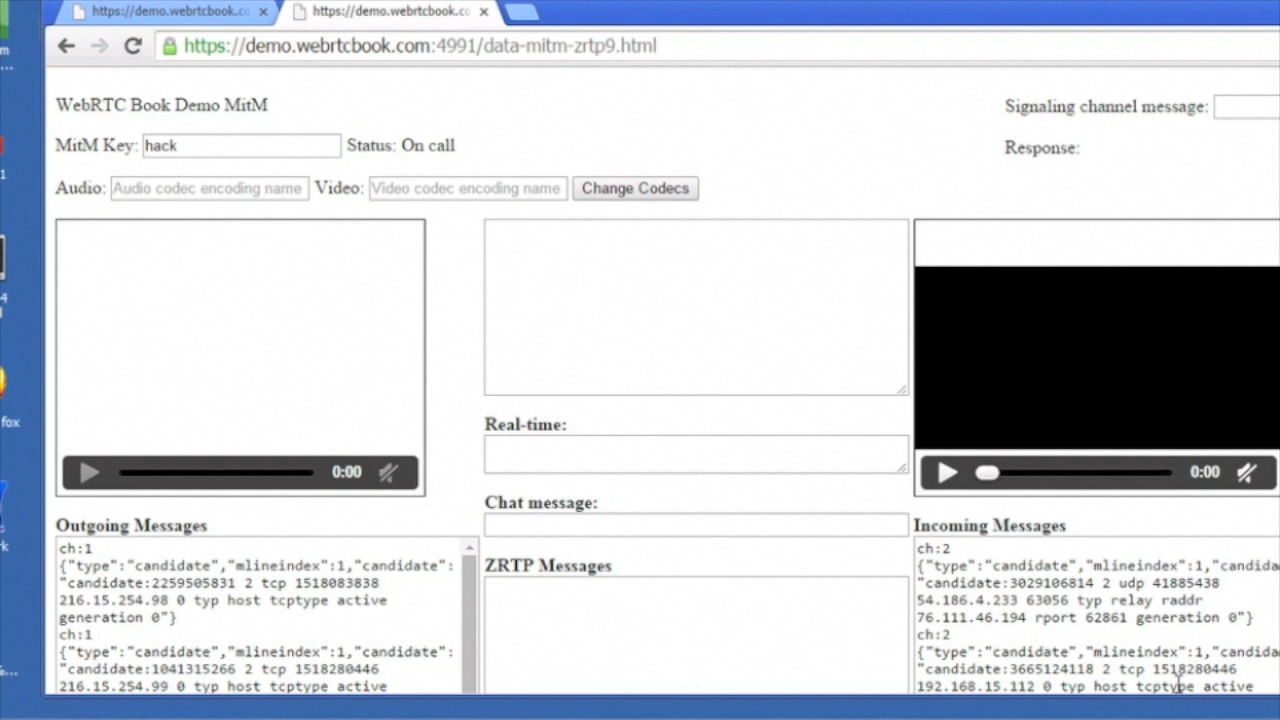 https://demo.webrtcbook.co
https://demo.webrtcbook.co
https://demo.webrtcbook.com:4991/data-mitm-zrtp9.html
WebRTC Book Demo MitM
Signaling channel message:
MitM Key: hack Status: On call
Response:
Audio: Audio codec encoding name Video: Video codec encoding name Change Codecs
0:00
0:00
Real-time:
Chat message:
ZRTP Messages
Outgoing Messages
ch:1
{"type":"candidate","mlineindex":1,"candidate":
"candidate:2259505831 2 tcp 1518083838
216.15.254.98 0 typ host tcptype active
generation 0"}
ch:1
{"type":"candidate","mlineindex":1,"candidate":
"candidate:1041315266 2 tcp 1518280446
216.15.254.99 0 typ host tcptype active
Incoming Messages
ch:2
{"type":"candidate","mlineindex":1,"candida
"candidate:3029106814 2 udp 41885438
54.186.4.233 63056 typ relay raddr
76.111.46.194 rport 62861 generation 0"}
ch:2
{"type":"candidate","mlineindex":1,"candida
"candidate:3665124118 2 tcp 1518280446
192.168.15.112 0 typ host tcptype active
m
...
1
4
fox
rk
...